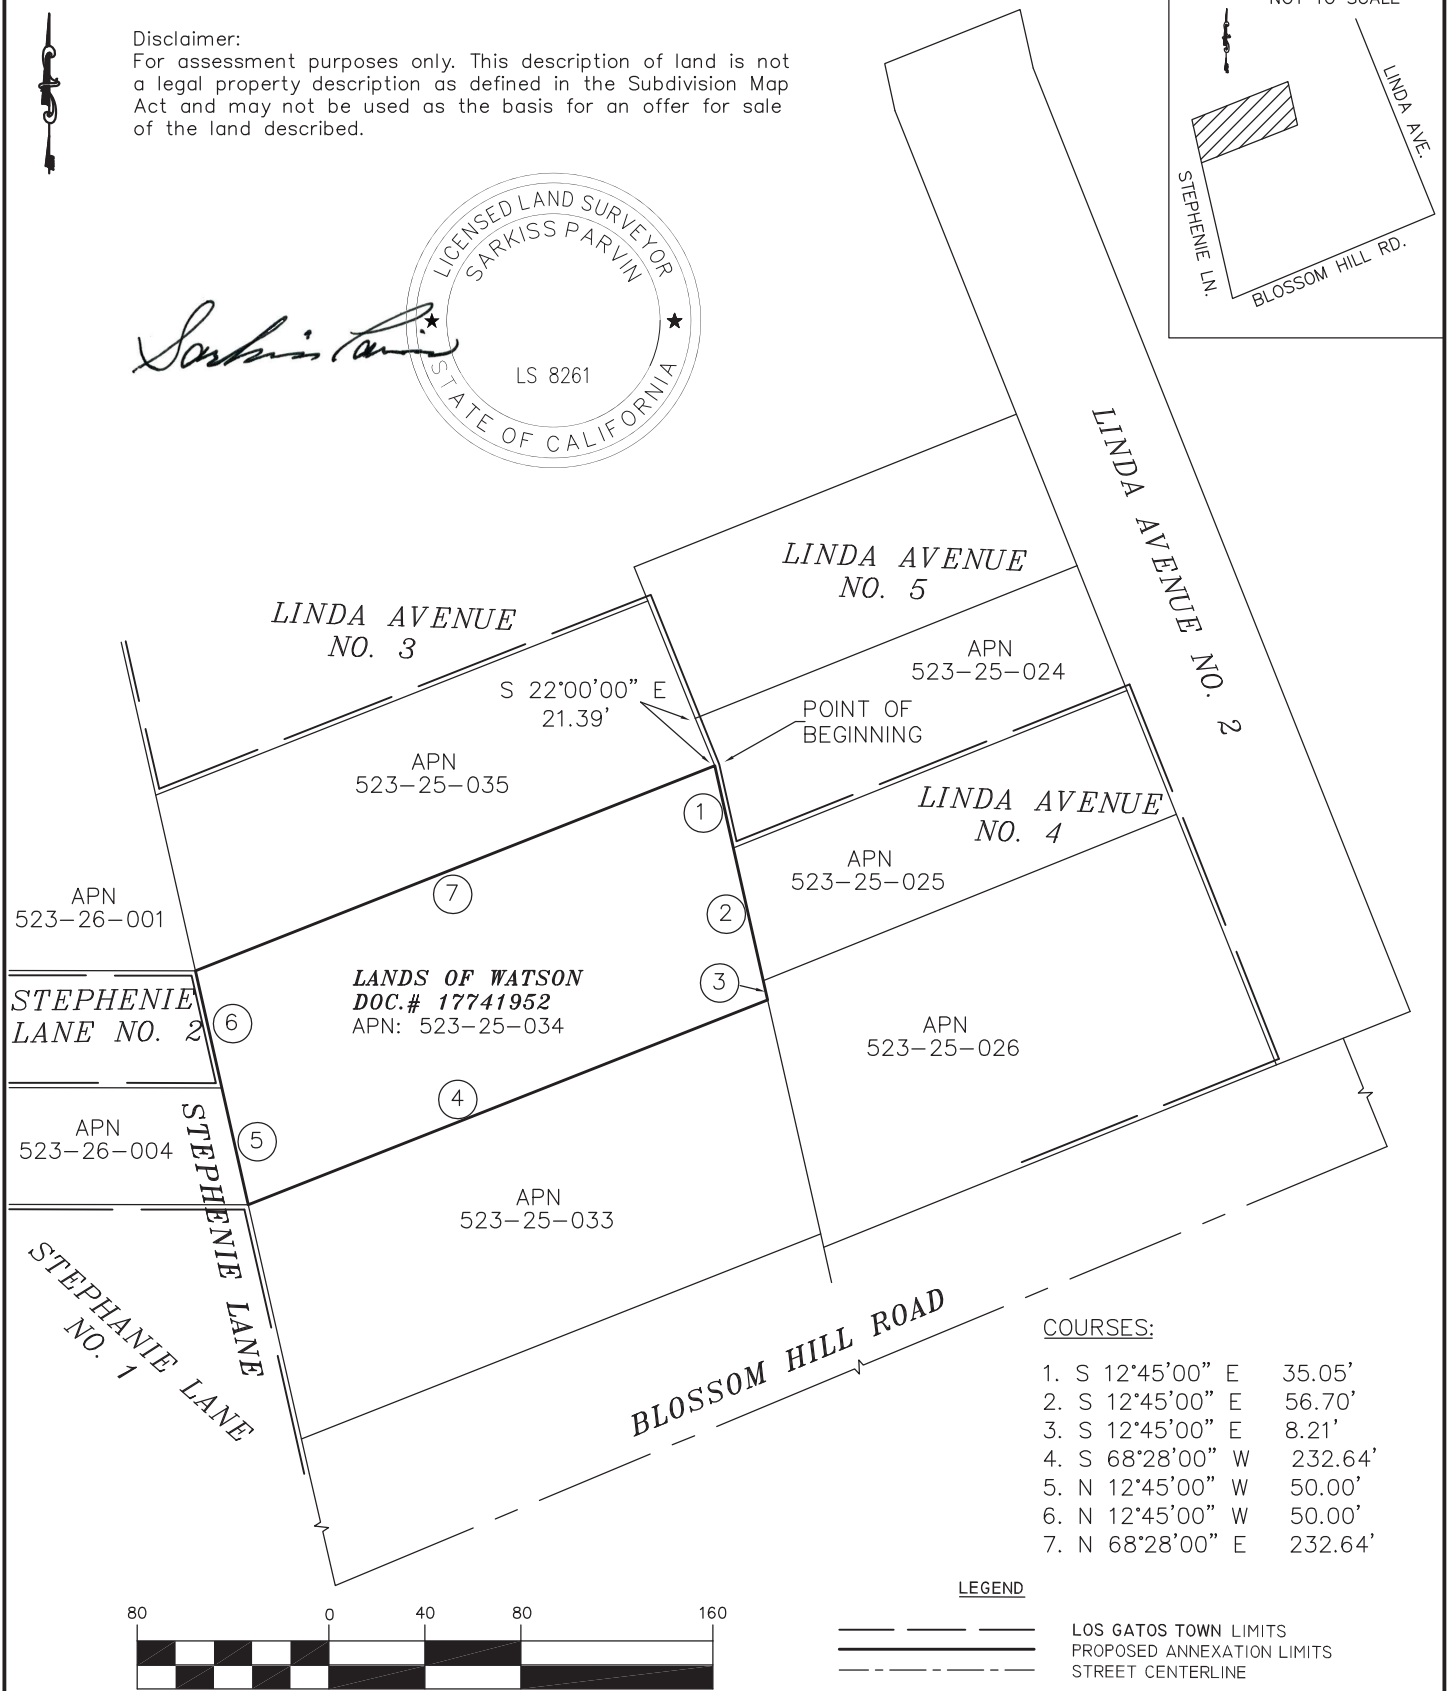 Disclaimer:
For assessment purposes only. This description of land is not
a legal property description as defined in the Subdivision Map
Act and may not be used as the basis for an offer for sale
of the land described.
LINDA AVE.
STEPHENIE LN.
BLOSSOM HILL RD.
LICENSED LAND SURVEYOR
SARKISS PARVIN
LS 8261
STATE OF CALIFORNIA
LINDA AVENUE NO. 2
LINDA AVENUE
NO. 5
LINDA AVENUE
NO. 3
APN
523-25-024
S 22°00'00" E
21.39'
POINT OF
BEGINNING
APN
523-25-035
LINDA AVENUE
NO. 4
1
APN
523-25-025
7
APN
523-26-001
2
3
LANDS OF WATSON
DOC.# 17741952
APN: 523-25-034
STEPHENIE
LANE NO. 2
6
APN
523-25-026
4
5
APN
523-26-004
STEPHENIE LANE
APN
523-25-033
STEPHANIE LANE
NO. 1
BLOSSOM HILL ROAD
COURSES:
1. S 12°45'00" E 35.05'
2. S 12°45'00" E 56.70'
3. S 12°45'00" E 8.21'
4. S 68°28'00" W 232.64'
5. N 12°45'00" W 50.00'
6. N 12°45'00" W 50.00'
7. N 68°28'00" E 232.64'
LEGEND
LOS GATOS TOWN LIMITS
PROPOSED ANNEXATION LIMITS
STREET CENTERLINE
80 0 40 80 160